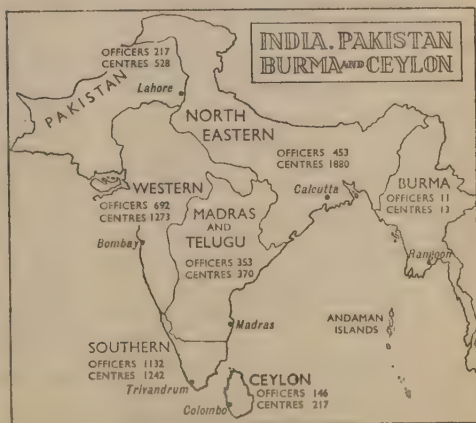 INDIA, PAKISTAN
BURMA AND CEYLON
OFFICERS 217
CENTRES 528
Lahore
PAKISTAN
NORTH
EASTERN
OFFICERS 453
CENTRES 1880
Calcutta
BURMA
OFFICERS 11
CENTRES 13
Rangoon
WESTERN
OFFICERS 692
CENTRES 1273
Bombay
MADRAS
AND
TELUGU
OFFICERS 353
CENTRES 370
Madras
ANDAMAN
ISLANDS
SOUTHERN
OFFICERS 1132
CENTRES 1242
Trivandrum
CEYLON
OFFICERS 146
CENTRES 217
Colombo